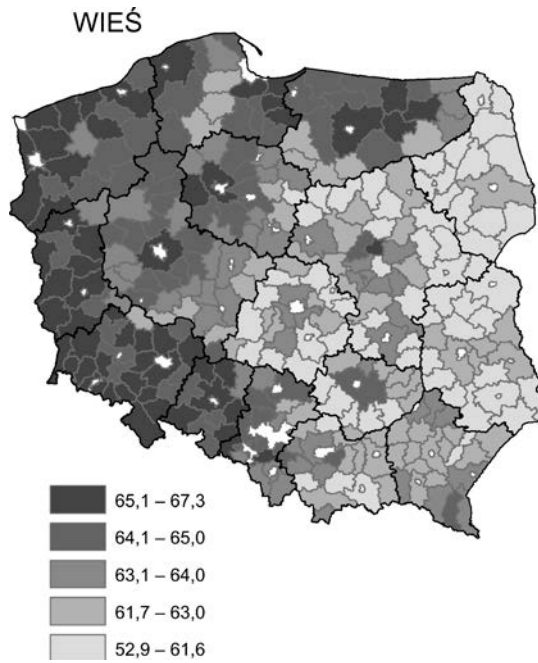 WIEŚ
65,1 – 67,3
64,1 – 65,0
63,1 – 64,0
61,7 – 63,0
52,9 – 61,6